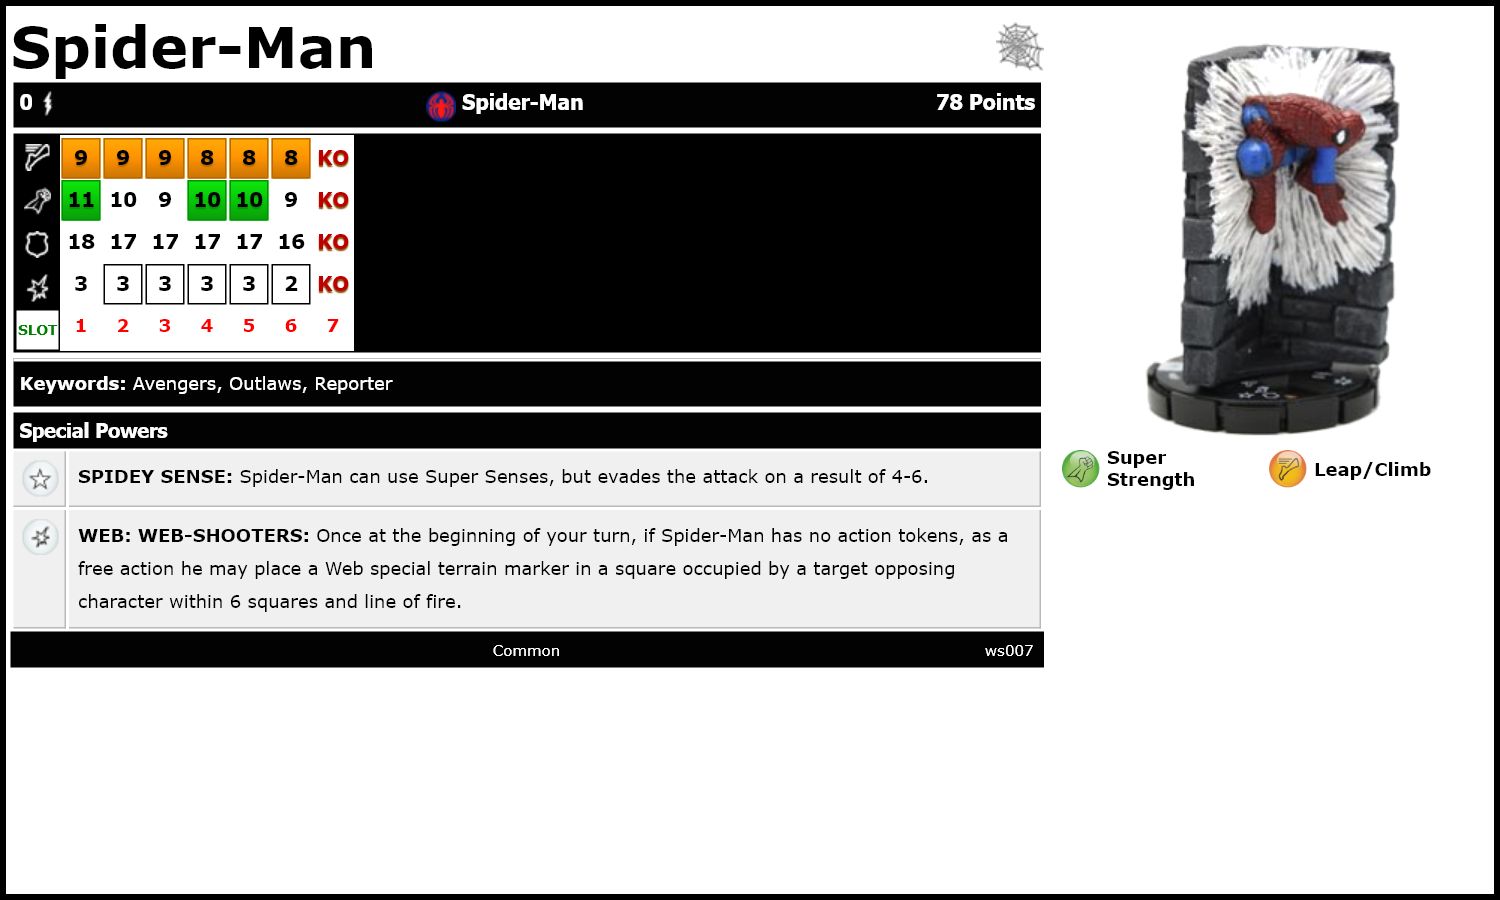 Spider-Man
0 Spider-Man 78 Points
9 9 9 8 8 8 KO
11 10 9 10 10 9 KO
18 17 17 17 17 16 KO
3 3 3 3 3 2 KO
SLOT 1 2 3 4 5 6 7
Keywords: Avengers, Outlaws, Reporter
Special Powers
SPIDEY SENSE: Spider-Man can use Super Senses, but evades the attack on a result of 4-6.
WEB: WEB-SHOOTERS: Once at the beginning of your turn, if Spider-Man has no action tokens, as a
free action he may place a Web special terrain marker in a square occupied by a target opposing
character within 6 squares and line of fire.
Common ws007
Super
Strength
Leap/Climb